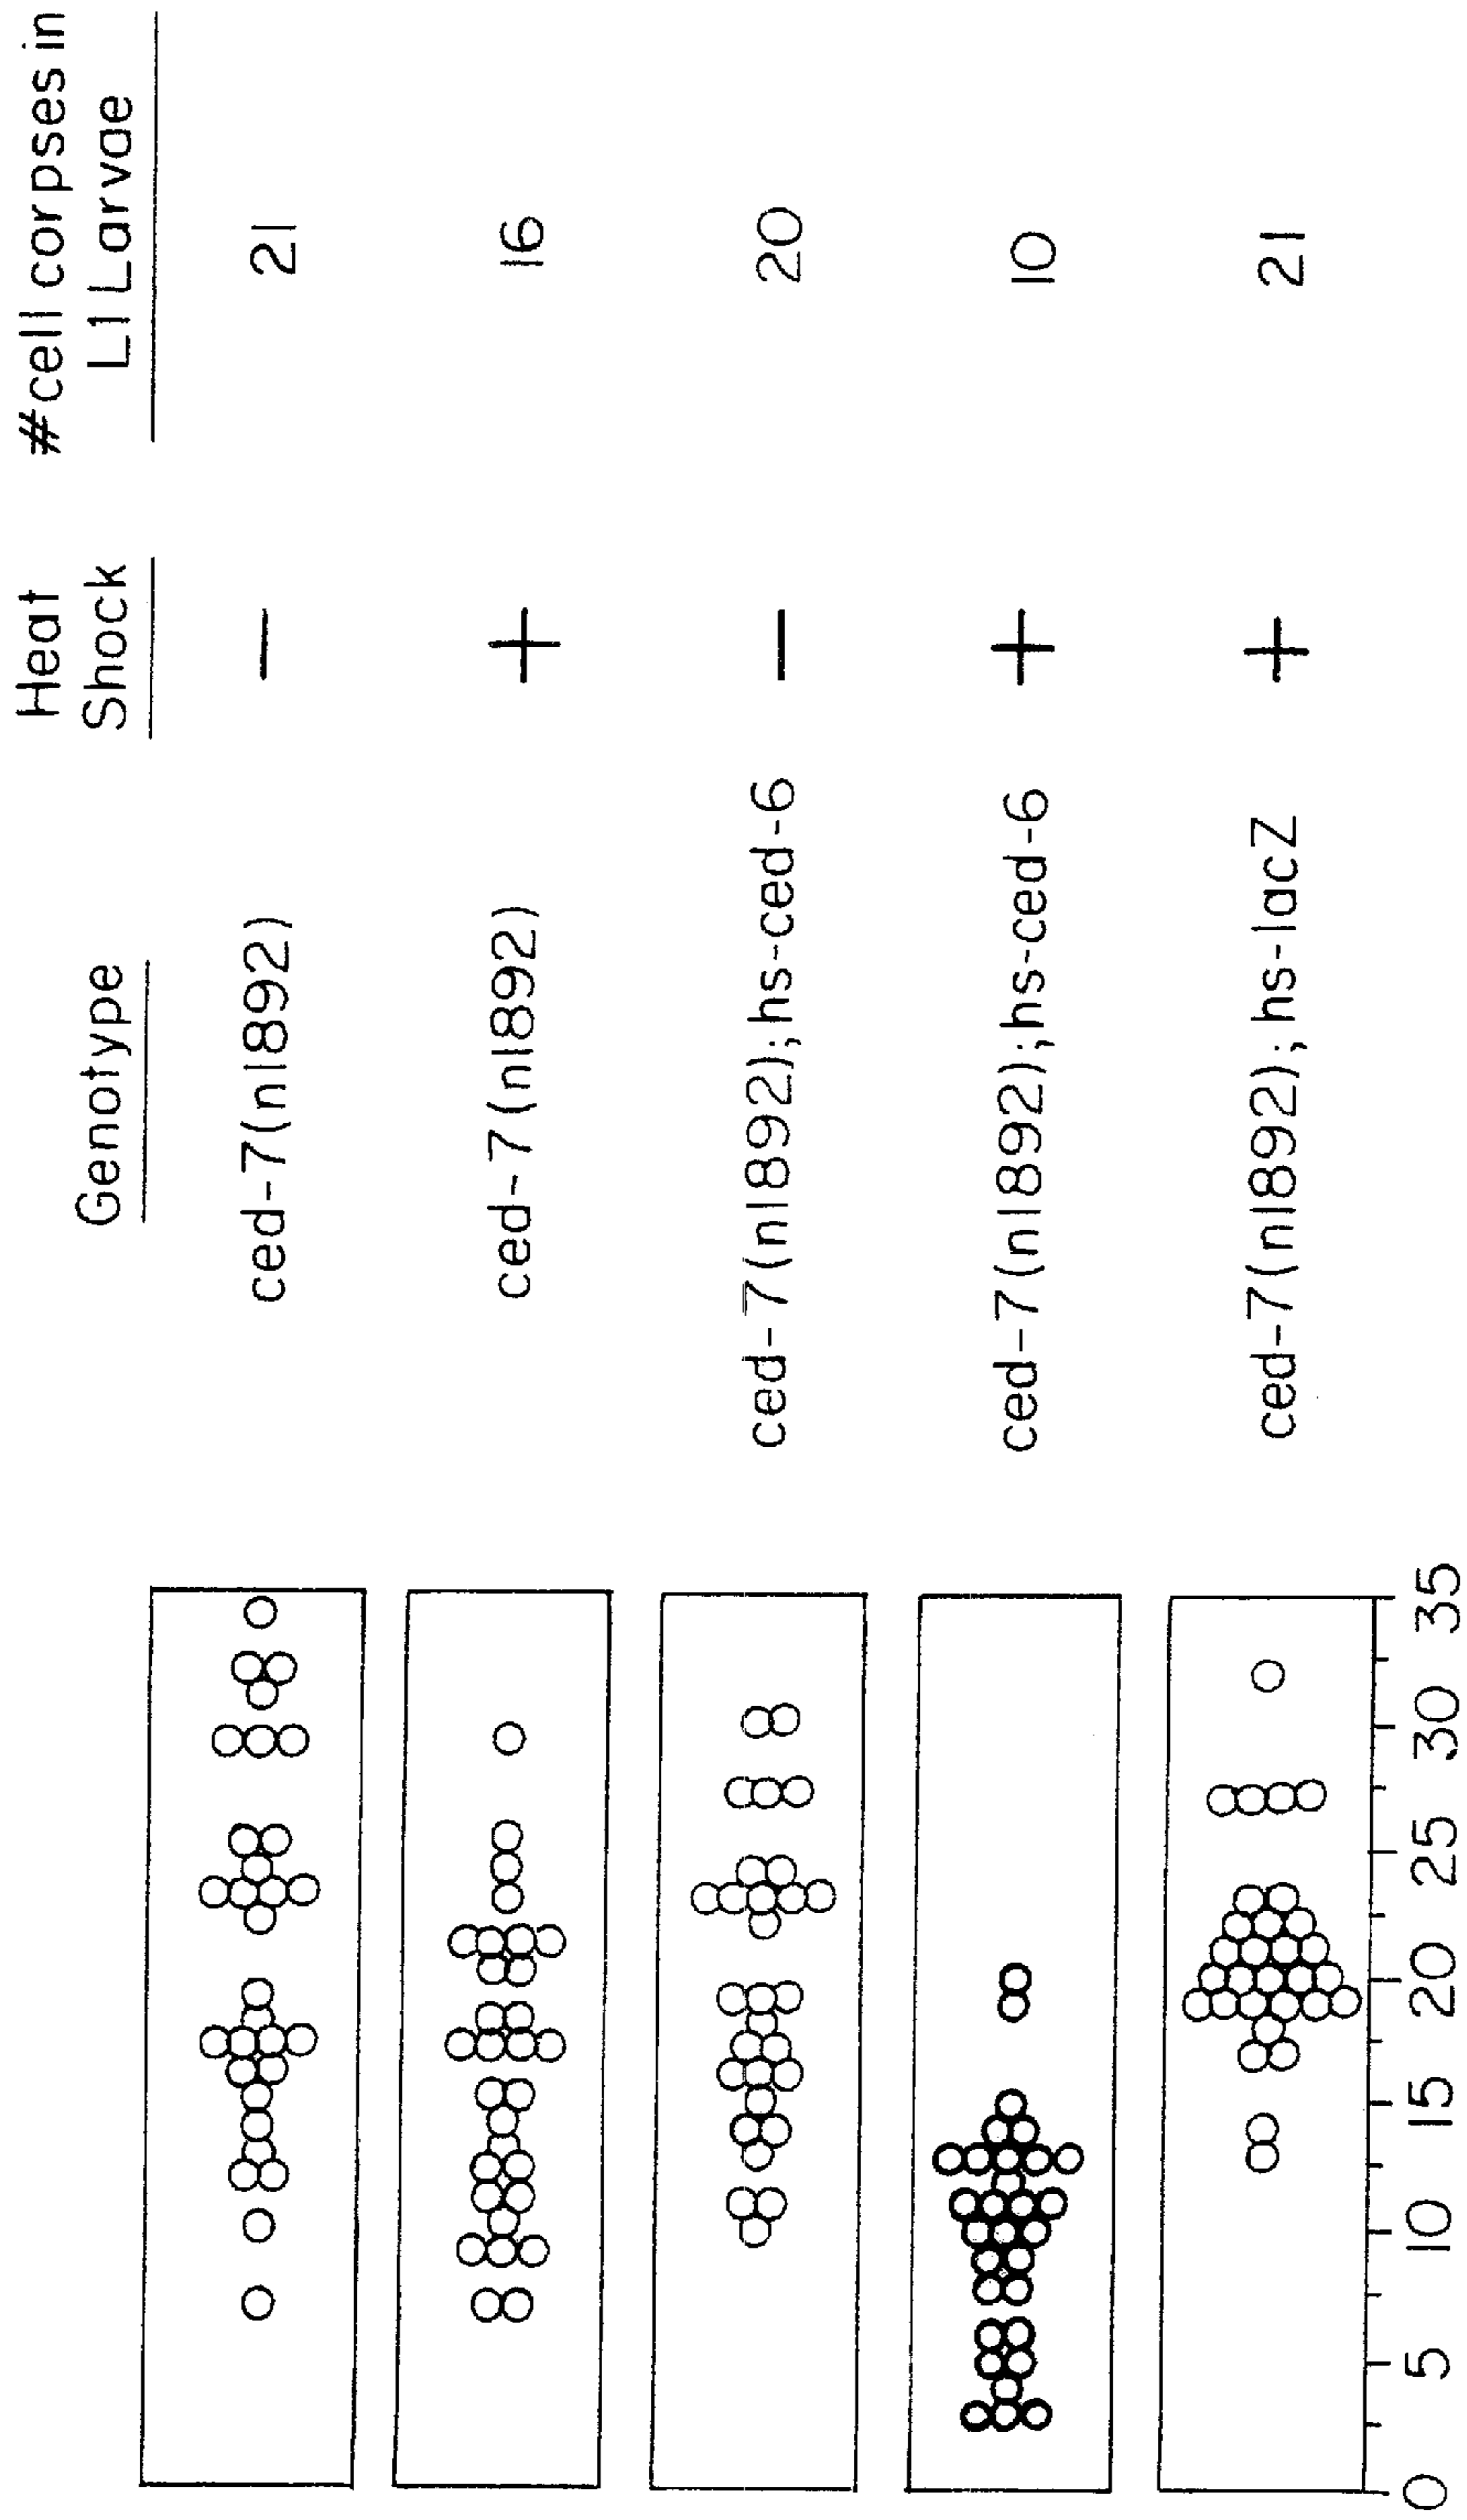 Genotype
Heat
Shock
#cell corpses in
L1 Larvae
ced-7(n1892)
—
21
ced-7(n1892)
+
16
ced-7(n1892);hs-ced-6
—
20
ced-7(n1892);hs-ced-6
+
10
ced-7(n1892);hs-lacZ
+
21
0 5 10 15 20 25 30 35